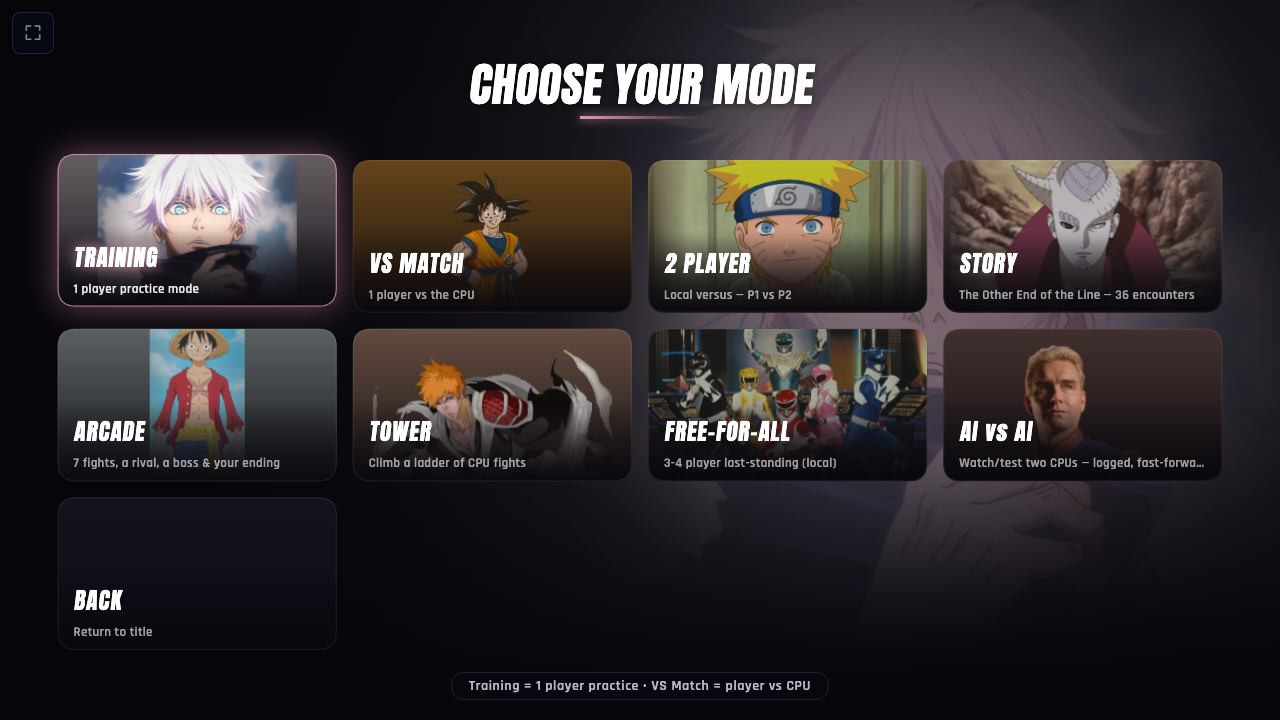 CHOOSE YOUR MODE
TRAINING
1 player practice mode
VS MATCH
1 player vs the CPU
2 PLAYER
Local versus — P1 vs P2
STORY
The Other End of the Line — 36 encounters
ARCADE
7 fights, a rival, a boss & your ending
TOWER
Climb a ladder of CPU fights
FREE-FOR-ALL
3-4 player last-standing (local)
AI vs AI
Watch/test two CPUs — logged, fast-forwa...
BACK
Return to title
Training = 1 player practice • VS Match = player vs CPU